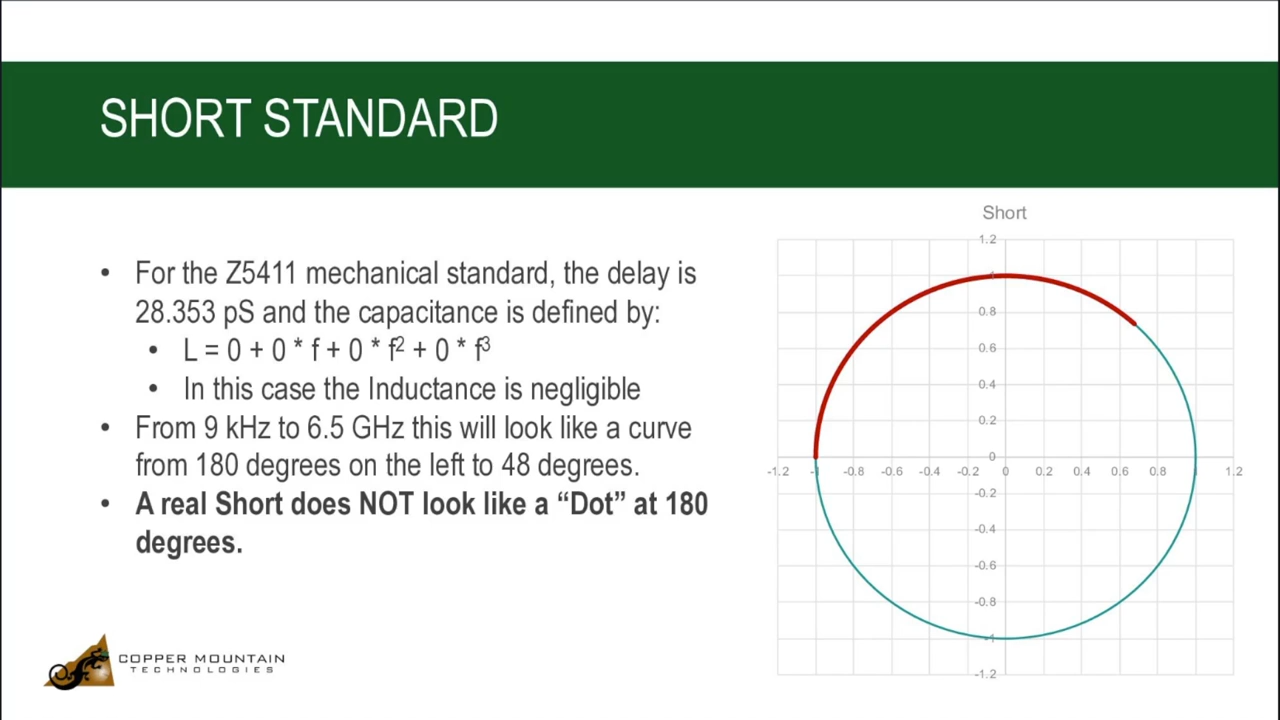 SHORT STANDARD
• For the Z5411 mechanical standard, the delay is
28.353 pS and the capacitance is defined by:
• L = 0 + 0 * f + 0 * f² + 0 * f³
• In this case the Inductance is negligible
• From 9 kHz to 6.5 GHz this will look like a curve
from 180 degrees on the left to 48 degrees.
• A real Short does NOT look like a “Dot” at 180
degrees.
Short
1.2
1
0.8
0.6
0.4
0.2
0
-1.2 -1 -0.8 -0.6 -0.4 -0.2 0 0.2 0.4 0.6 0.8 1 1.2
-0.2
-0.4
-0.6
-0.8
-1
-1.2
COPPER MOUNTAIN
TECHNOLOGIES